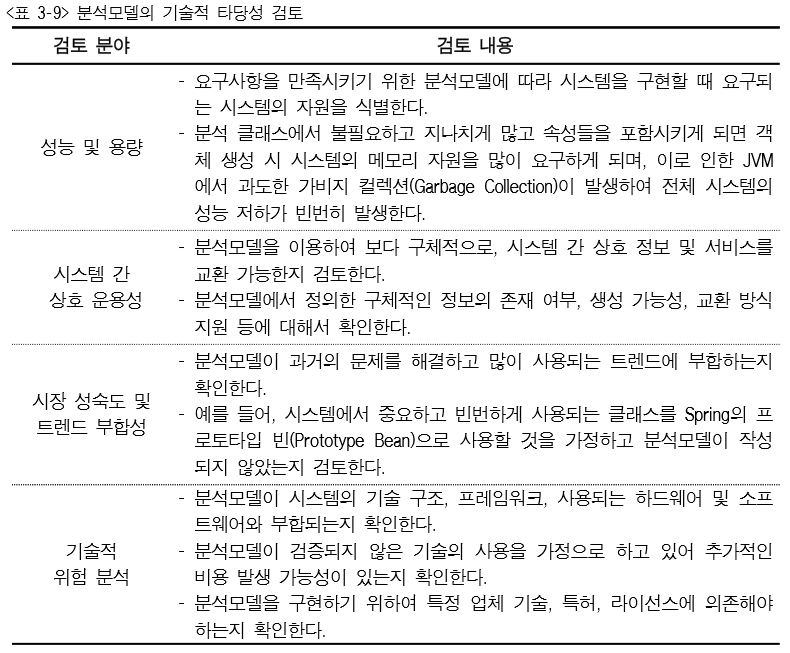 <표 3-9> 분석모델의 기술적 타당성 검토
검토 분야 검토 내용
성능 및 용량
- 요구사항을 만족시키기 위한 분석모델에 따라 시스템을 구현할 때 요구되
는 시스템의 자원을 식별한다.
- 분석 클래스에서 불필요하고 지나치게 많고 속성들을 포함시키게 되면 객
체 생성 시 시스템의 메모리 자원을 많이 요구하게 되며, 이로 인한 JVM
에서 과도한 가비지 컬렉션(Garbage Collection)이 발생하여 전체 시스템의
성능 저하가 빈번히 발생한다.
시스템 간
상호 운용성
- 분석모델을 이용하여 보다 구체적으로, 시스템 간 상호 정보 및 서비스를
교환 가능한지 검토한다.
- 분석모델에서 정의한 구체적인 정보의 존재 여부, 생성 가능성, 교환 방식
지원 등에 대해서 확인한다.
시장 성숙도 및
트렌드 부합성
- 분석모델이 과거의 문제를 해결하고 많이 사용되는 트렌드에 부합하는지
확인한다.
- 예를 들어, 시스템에서 중요하고 빈번하게 사용되는 클래스를 Spring의 프
로토타입 빈(Prototype Bean)으로 사용할 것을 가정하고 분석모델이 작성
되지 않았는지 검토한다.
기술적
위험 분석
- 분석모델이 시스템의 기술 구조, 프레임워크, 사용되는 하드웨어 및 소프
트웨어와 부합되는지 확인한다.
- 분석모델이 검증되지 않은 기술의 사용을 가정으로 하고 있어 추가적인
비용 발생 가능성이 있는지 확인한다.
- 분석모델을 구현하기 위하여 특정 업체 기술, 특허, 라이선스에 의존해야
하는지 확인한다.